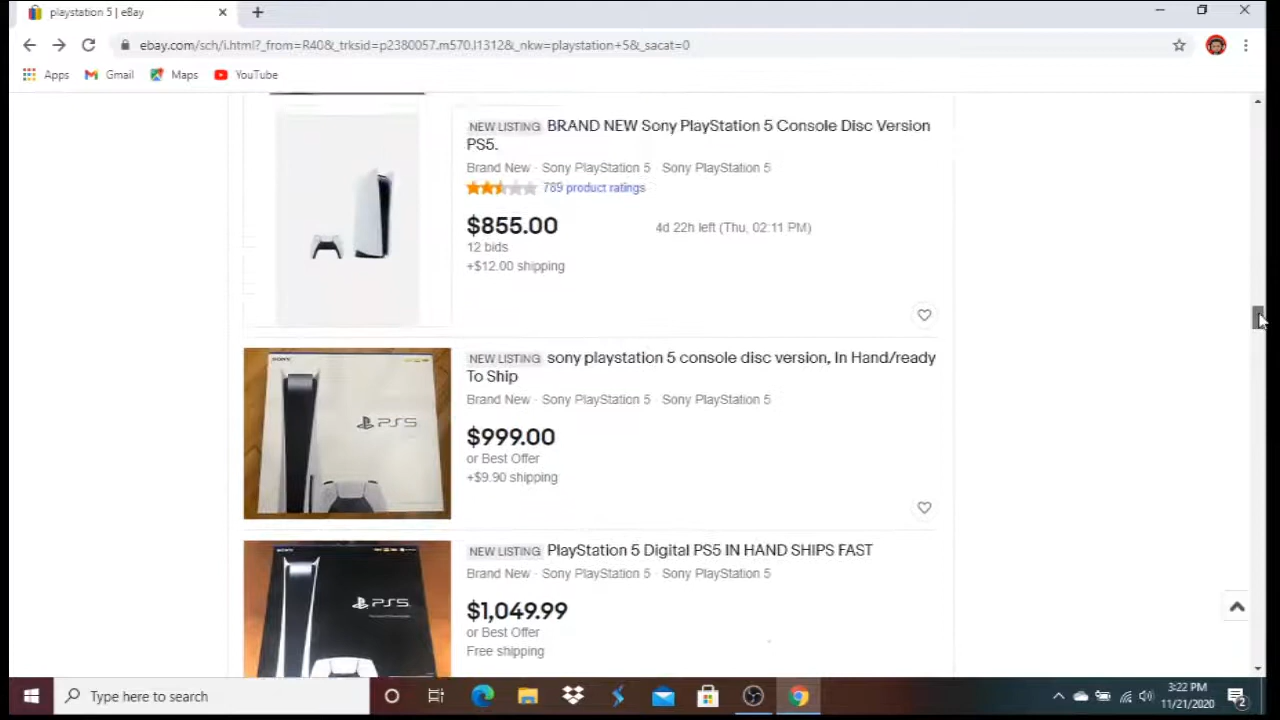 playstation 5 | eBay
ebay.com/sch/i.html?_from=R40&_trksid=p2380057.m570.l1312&_nkw=playstation+5&_sacat=0
Apps Gmail Maps YouTube
NEW LISTING BRAND NEW Sony PlayStation 5 Console Disc Version
PS5.
Brand New · Sony PlayStation 5 Sony PlayStation 5
789 product ratings
$855.00 4d 22h left (Thu, 02:11 PM)
12 bids
+$12.00 shipping
SONY
PS5
NEW LISTING sony playstation 5 console disc version, In Hand/ready
To Ship
Brand New · Sony PlayStation 5 Sony PlayStation 5
$999.00
or Best Offer
+$9.90 shipping
SONY
PS5
NEW LISTING PlayStation 5 Digital PS5 IN HAND SHIPS FAST
Brand New · Sony PlayStation 5 Sony PlayStation 5
$1,049.99
or Best Offer
Free shipping
Type here to search
3:22 PM
11/21/2020
2